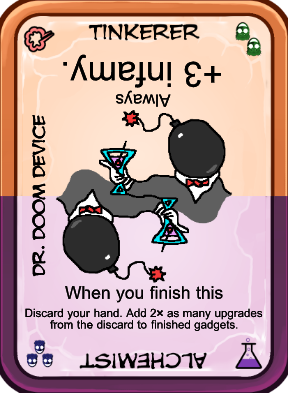 TINKERER
+3 infamy.
Always
DR. DOOM DEVICE
When you finish this
Discard your hand. Add 2× as many upgrades
from the discard to finished gadgets.
ALCHEMIST